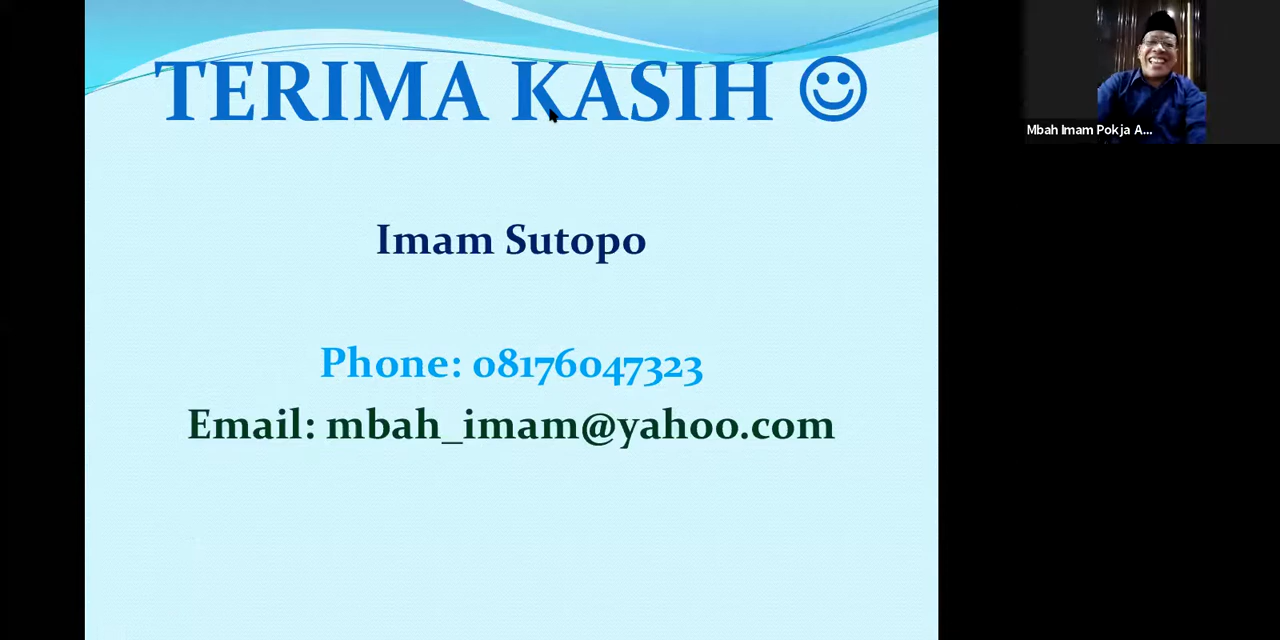 TERIMA KASIH ☺
Imam Sutopo
Phone: 08176047323
Email: mbah_imam@yahoo.com
Mbah Imam Pokja A...